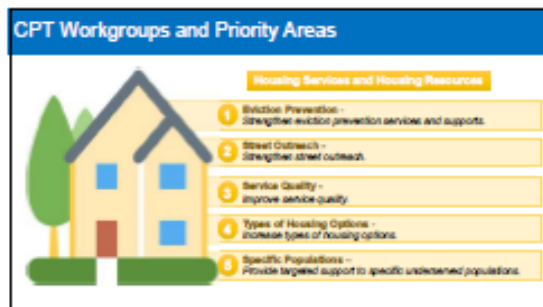 CPT Workgroups and Priority Areas
Housing Services and Housing Resources
1 Eviction Prevention -
Strengthen eviction prevention services and supports.
2 Street Outreach -
Strengthen street outreach.
3 Service Quality -
Improve service quality.
4 Types of Housing Options -
Increase types of housing options.
5 Specific Populations -
Provide targeted support to specific underserved populations.